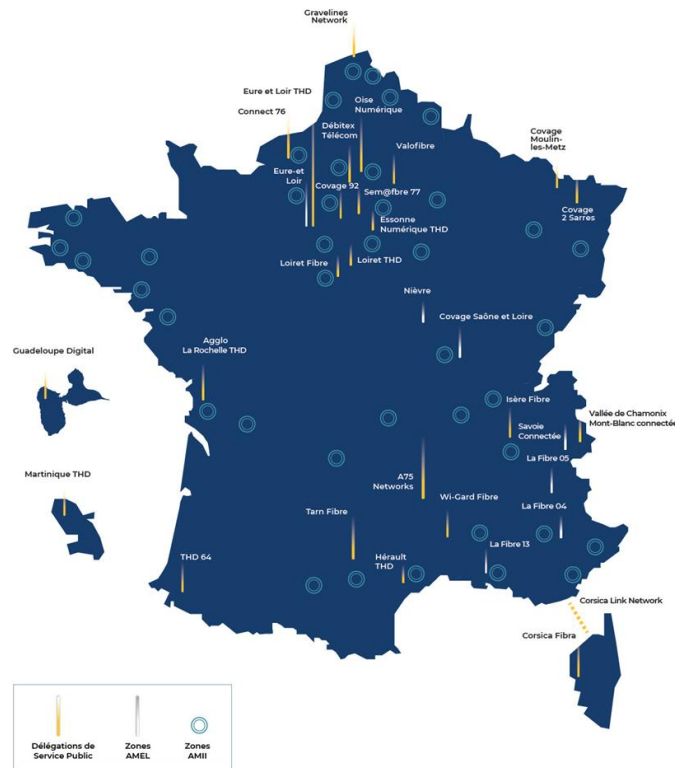 Gravelines
Network
Eure et Loir THD
Oise
Numérique
Connect 76
Débitex
Télécom
Valofibre
Covage
Moulin-
les-Metz
Eure-et
Loir
Covage 92
Sem@fbre 77
Covage
2 Sarres
Essonne
Numérique THD
Loiret Fibre
Loiret THD
Nièvre
Covage Saône et Loire
Agglo
La Rochelle THD
Guadeloupe Digital
Isère Fibre
Vallée de Chamonix
Mont-Blanc connectée
Savoie
Connectée
La Fibre 05
Martinique THD
A75
Networks
Wi-Gard Fibre
La Fibre 04
Tarn Fibre
La Fibre 13
THD 64
Hérault
THD
Corsica Link Network
Corsica Fibra
Délégations de
Service Public
Zones
AMEL
Zones
AMII